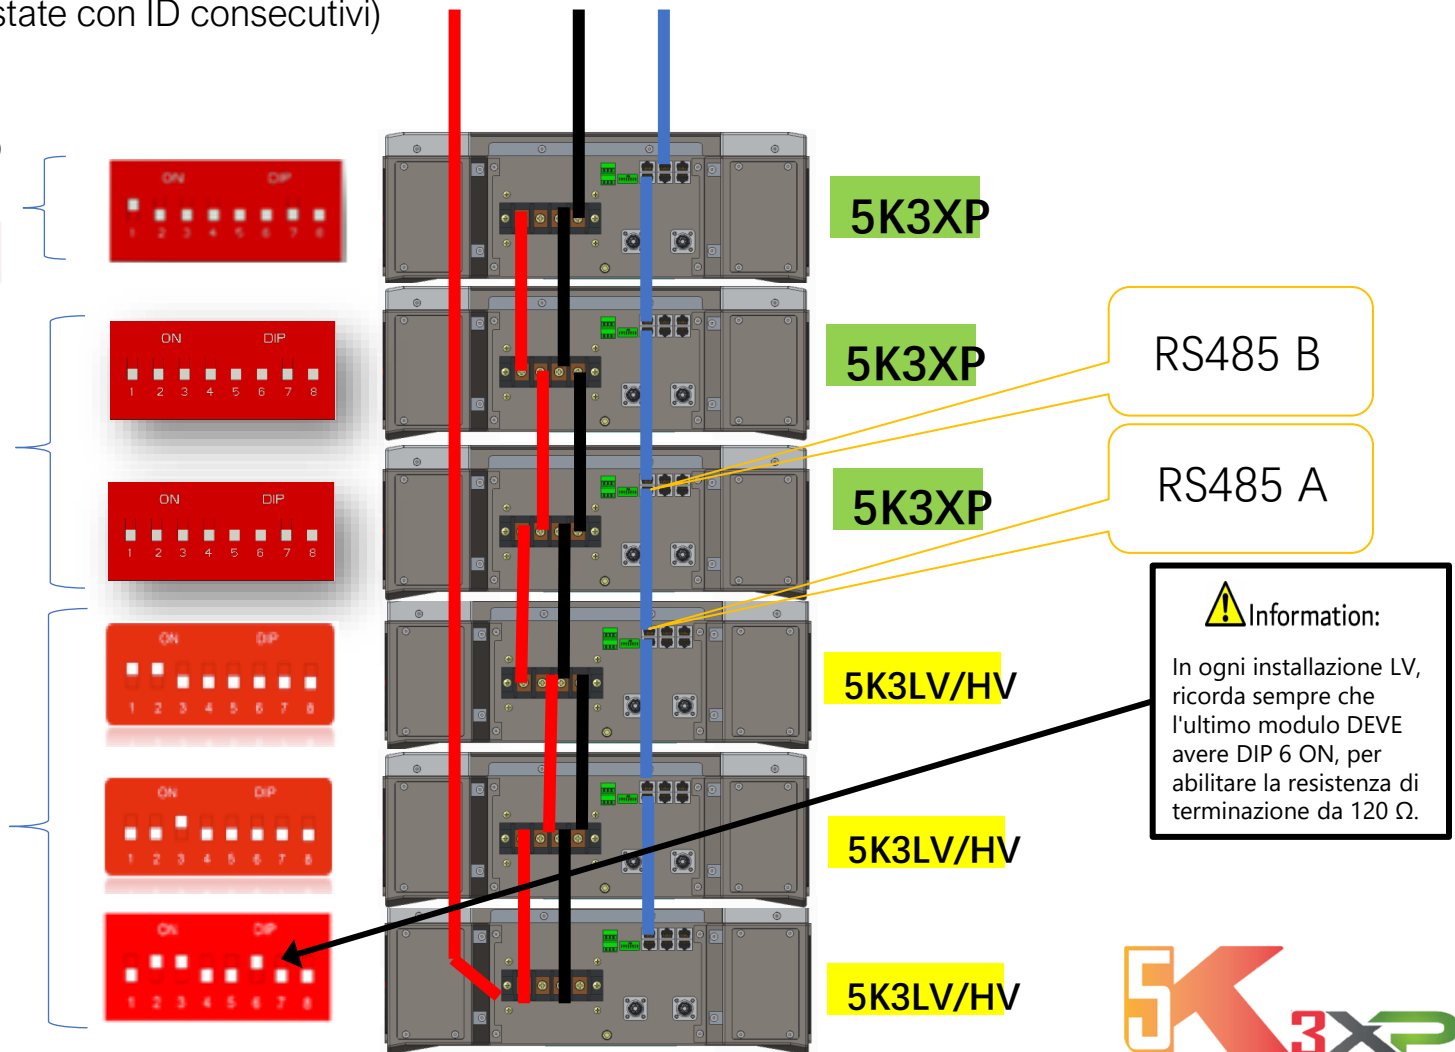 state con ID consecutivi)
ON DIP
1 2 3 4 5 6 7 8
5K3XP
ON DIP
1 2 3 4 5 6 7 8
5K3XP
RS485 B
ON DIP
1 2 3 4 5 6 7 8
5K3XP
RS485 A
Information:
In ogni installazione LV,
ricorda sempre che
l'ultimo modulo DEVE
avere DIP 6 ON, per
abilitare la resistenza di
terminazione da 120 Ω.
ON DIP
1 2 3 4 5 6 7 8
5K3LV/HV
ON DIP
1 2 3 4 5 6 7 8
5K3LV/HV
ON DIP
1 2 3 4 5 6 7 8
5K3LV/HV
5K
3XP